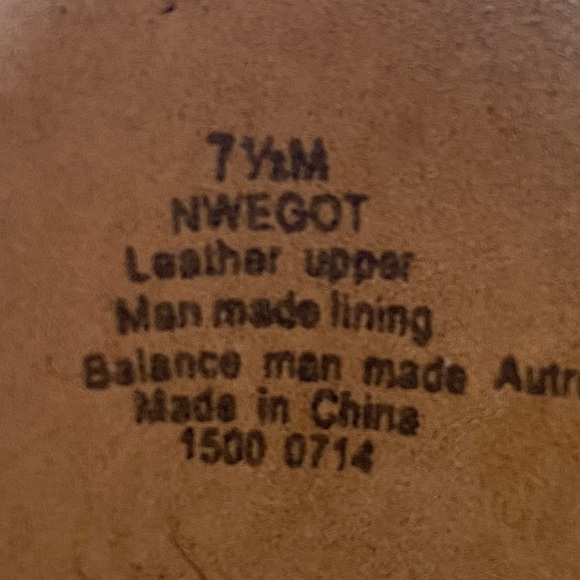 7½M
NWEGOT
Leather upper
Man made lining
Balance man made Autr
Made in China
1500 0714